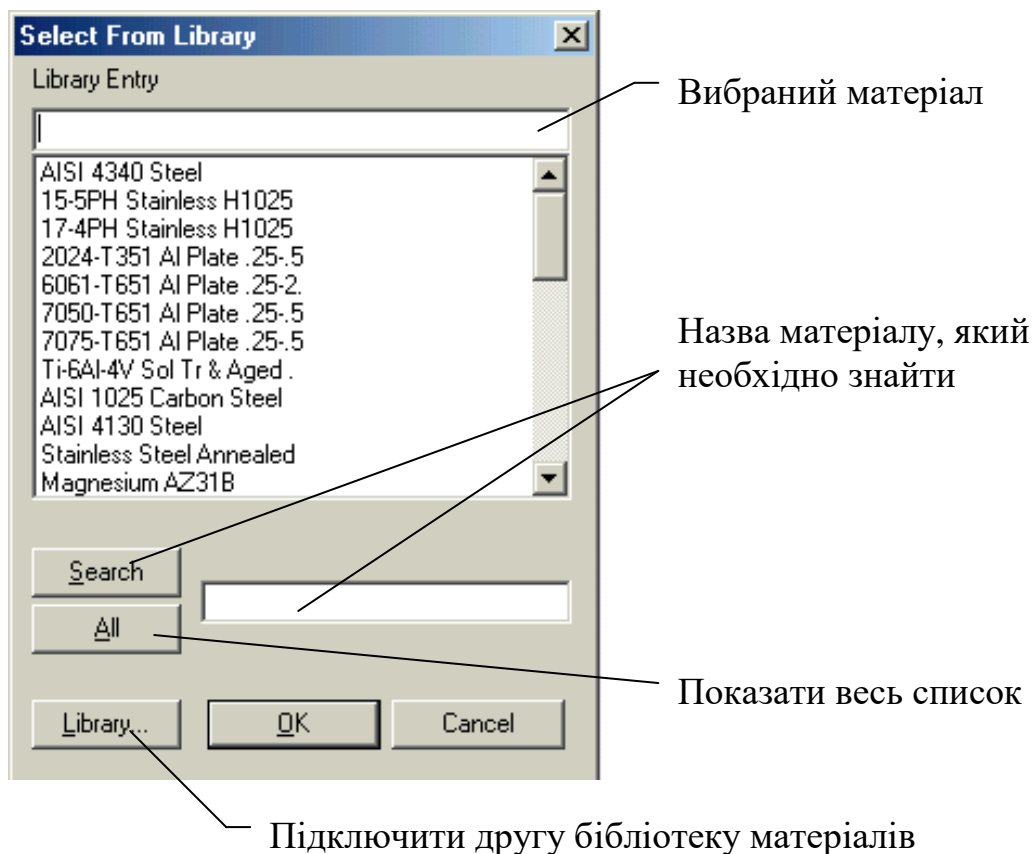 Select From Library
Library Entry
Вибраний матеріал
AISI 4340 Steel
15-5PH Stainless H1025
17-4PH Stainless H1025
2024-T351 Al Plate .25-.5
6061-T651 Al Plate .25-2.
7050-T651 Al Plate .25-.5
7075-T651 Al Plate .25-.5
Ti-6Al-4V Sol Tr & Aged .
AISI 1025 Carbon Steel
AISI 4130 Steel
Stainless Steel Annealed
Magnesium AZ31B
Назва матеріалу, який
необхідно знайти
Search
All
Показати весь список
Library...
OK
Cancel
Підключити другу бібліотеку матеріалів